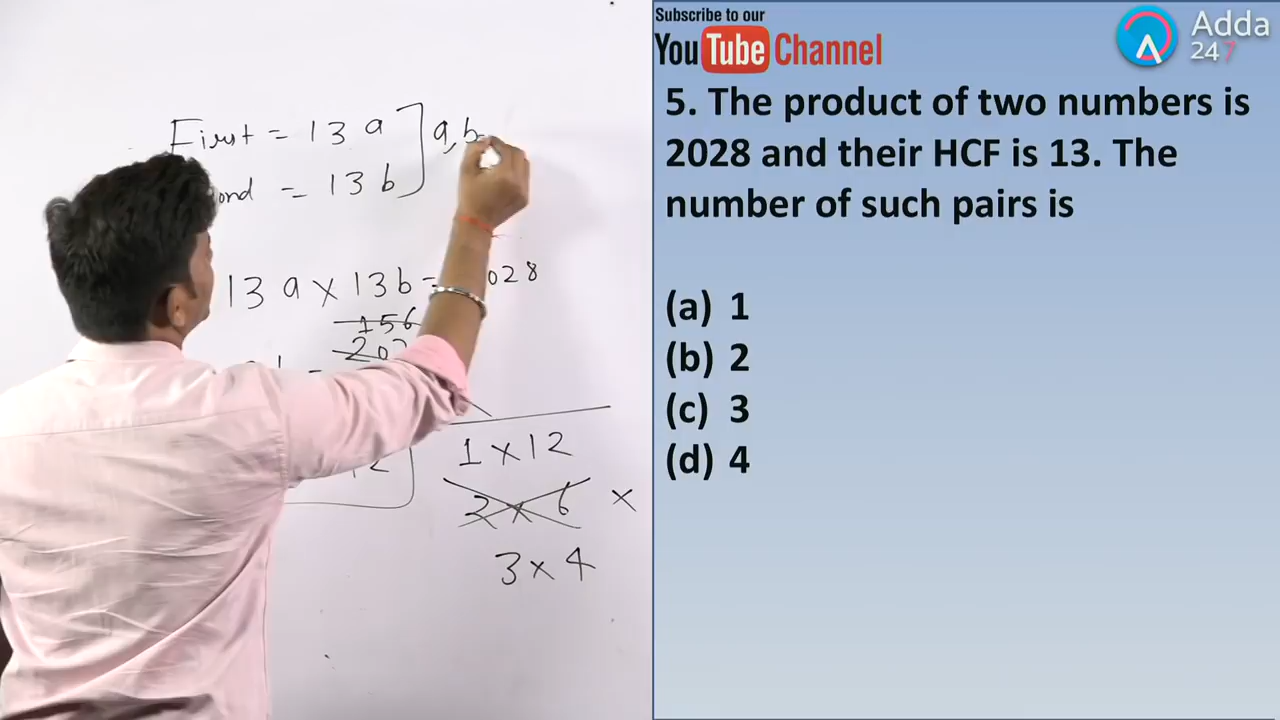 First = 13 a ] a, b
= 13 b
13 a × 13 b = 028
156
1 × 12
2 × 6 ×
3 × 4
Subscribe to our
YouTube Channel
Adda
247
5. The product of two numbers is
2028 and their HCF is 13. The
number of such pairs is
(a) 1
(b) 2
(c) 3
(d) 4